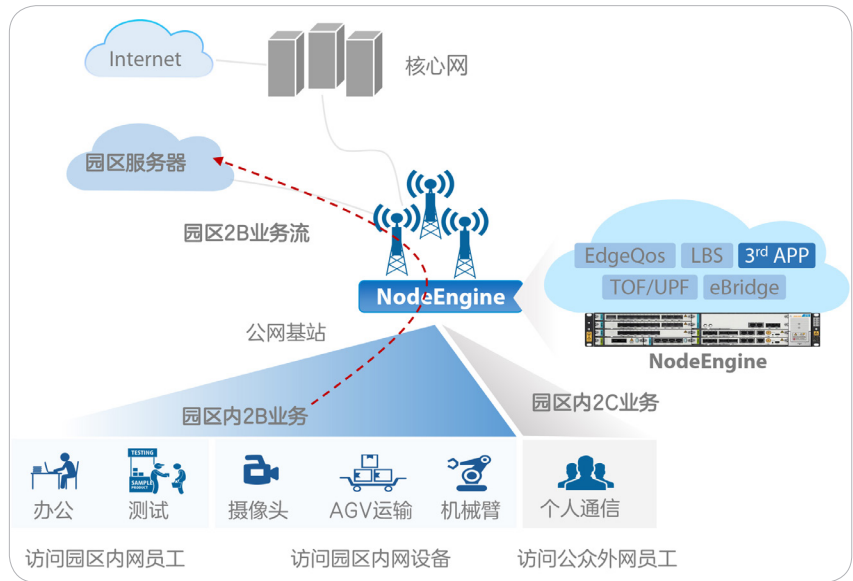 Internet
核心网
园区服务器
园区2B业务流
EdgeQos LBS 3rd APP
TOF/UPF eBridge
NodeEngine
NodeEngine
公网基站
园区内2B业务
园区内2C业务
TESTING
SAMPLE
PRODUCT
办公
测试
摄像头
AGV运输
机械臂
个人通信
访问园区内网员工
访问园区内网设备
访问公众外网员工